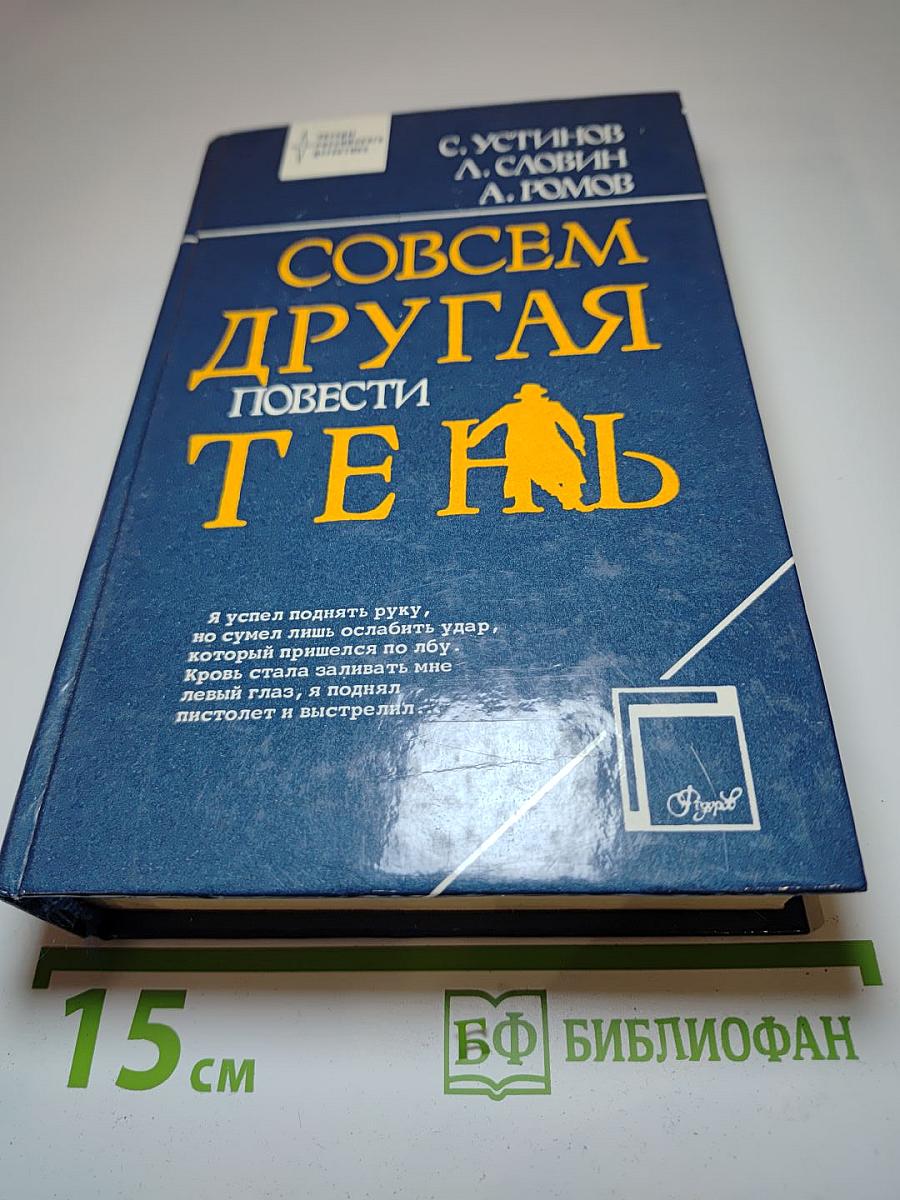 С. УСТИНОВ
Л. СЛОВИН
А. РОМОВ
СОВСЕМ
ДРУГАЯ
ПОВЕСТИ
ТЕНЬ
Я успел поднять руку,
но сумел лишь ослабить удар,
который пришелся по лбу.
Кровь стала заливать мне
левый глаз, я поднял
пистолет и выстрелил.
15 см
БФ БИБЛИОФАН